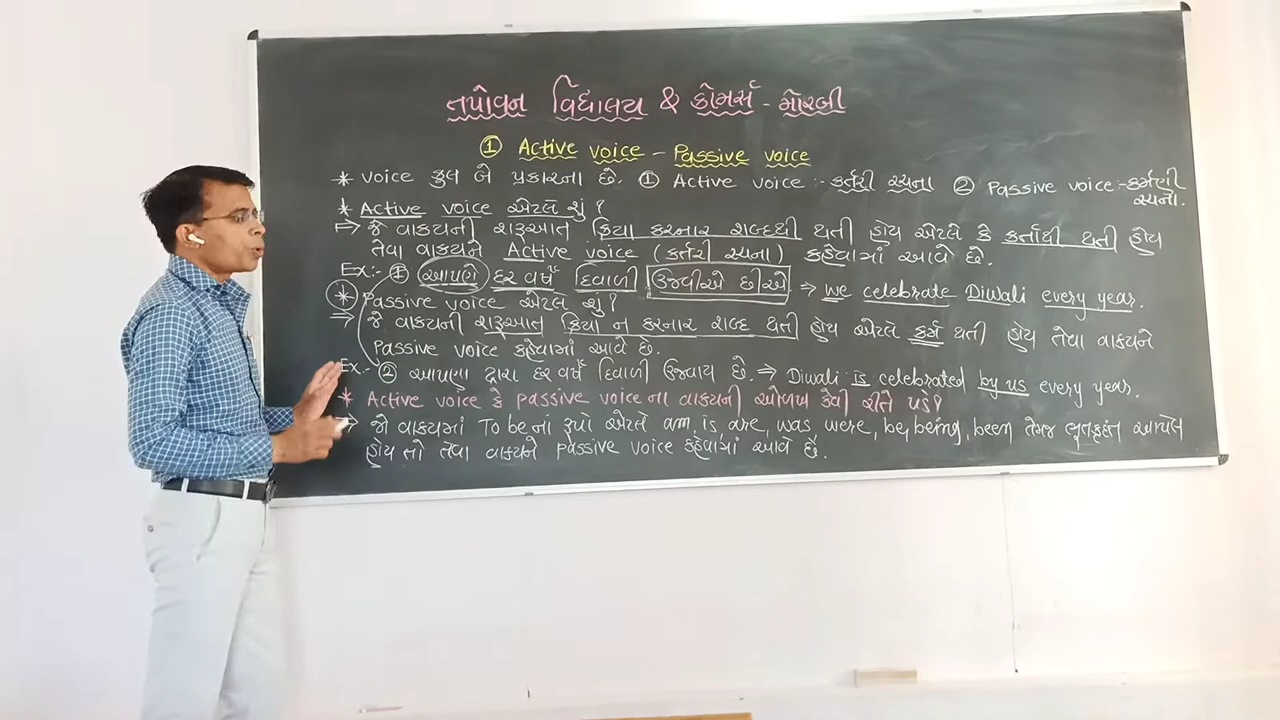 તપોવન વિદ્યાલય & કોમર્સ - મોરબી
① Active voice - Passive voice
* voice કુલ બે પ્રકારના છે. ① Active voice :- કર્તરી રચના ② Passive voice :- કર્મણી રચના.
* Active voice એટલે શું ?
⇒ જે વાક્યની શરૂઆત ક્રિયા કરનાર શબ્દથી થતી હોય એટલે કે કર્તાથી થતી હોય
તેવા વાક્યને Active voice (કર્તરી રચના) કહેવામાં આવે છે.
Ex:- ① આપણે દર વર્ષે દિવાળી ઉજવીએ છીએ ⇒ we celebrate Diwali every year.
* Passive voice એટલે શું ?
⇒ જે વાક્યની શરૂઆત ક્રિયા ન કરનાર શબ્દ થતી હોય એટલે કર્મ થતી હોય તેવા વાક્યને
Passive voice કહેવામાં આવે છે.
Ex:- ② આપણા દ્વારા દર વર્ષે દિવાળી ઉજવાય છે. ⇒ Diwali is celebrated by us every year.
* Active voice કે passive voice ના વાક્યની ઓળખ કેવી રીતે પડે ?
⇒ જો વાક્યમાં To be નાં રૂપો એટલે am, is, are, was were, be, being, been તેમજ ભૂતકૃદંત આપેલ
હોય તો તેવા વાક્યને passive voice કહેવામાં આવે છે.